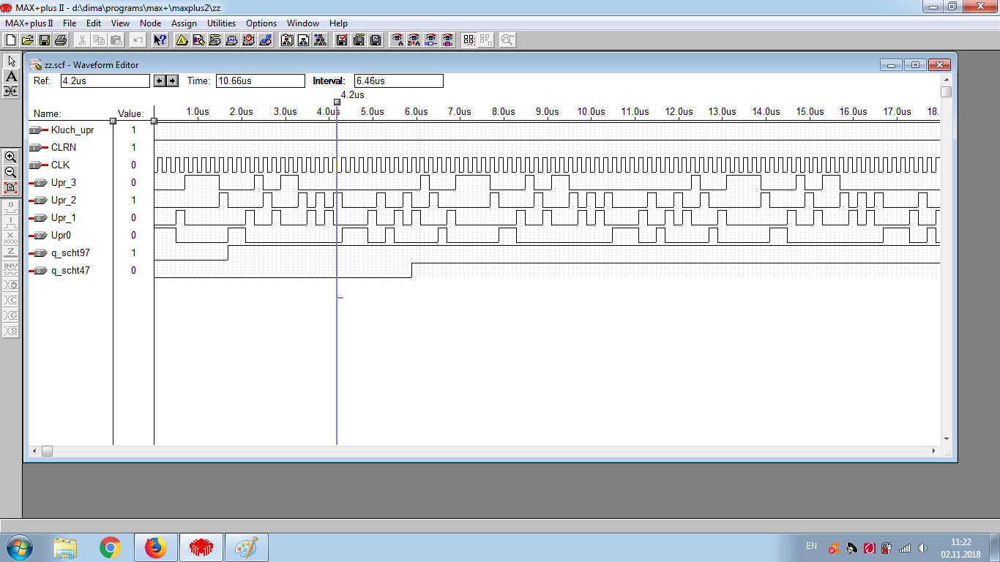 MAX+plus II - d:\dima\programs\max+\maxplus2\zz
MAX+plus II File Edit View Node Assign Utilities Options Window Help
zz.scf - Waveform Editor
Ref: 4.2us Time: 10.66us Interval: 6.46us
4.2us
Name: Value: 1.0us 2.0us 3.0us 4.0us 5.0us 6.0us 7.0us 8.0us 9.0us 10.0us 11.0us 12.0us 13.0us 14.0us 15.0us 16.0us 17.0us 18.
Kluch_upr 1
CLRN 1
CLK 0
Upr_3 0
Upr_2 1
Upr_1 0
Upr0 0
q_scht97 1
q_scht47 0
EN 11:22
02.11.2018